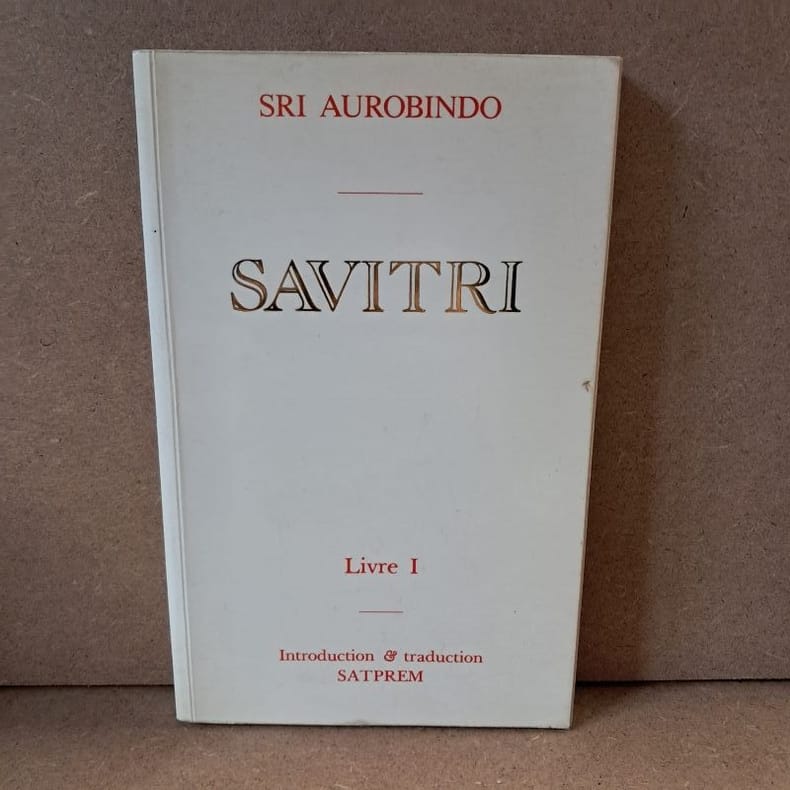 SRI AUROBINDO
SAVITRI
Livre I
Introduction & traduction
SATPREM